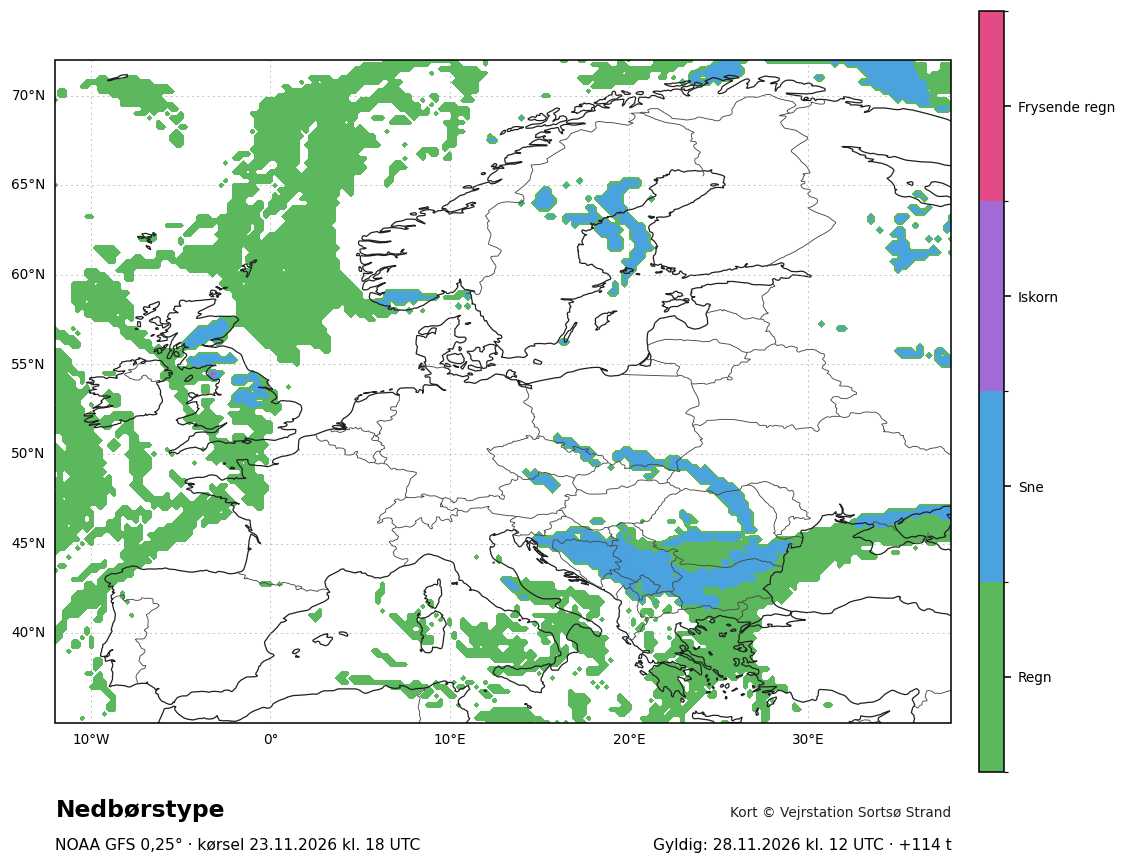 70°N
65°N
60°N
55°N
50°N
45°N
40°N
10°W
0°
10°E
20°E
30°E
Frysende regn
Iskorn
Sne
Regn
Nedbørstype
Kort © Vejrstation Sortsø Strand
NOAA GFS 0,25° · kørsel 23.11.2026 kl. 18 UTC
Gyldig: 28.11.2026 kl. 12 UTC · +114 t